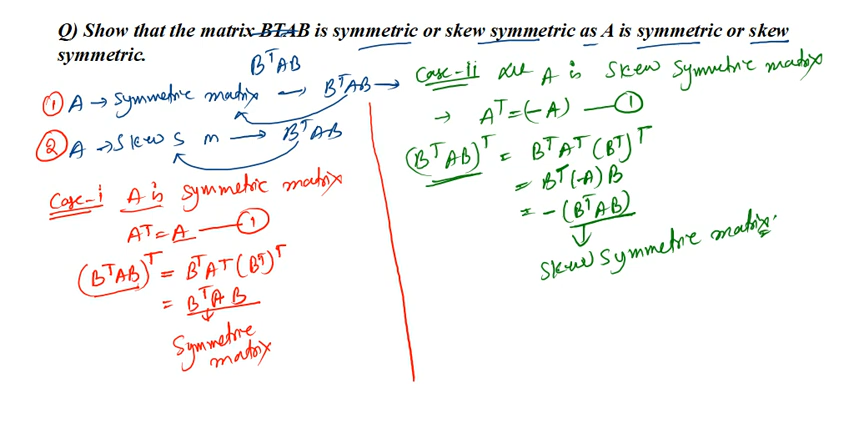 Q) Show that the matrix BTAB is symmetric or skew symmetric as A is symmetric or skew
symmetric.
BᵀAB
① A → symmetric matrix → BᵀAB →
② A → Skew S m → BᵀAB
Case-i A is symmetric matrix
Aᵀ = A — ①
(BᵀAB)ᵀ = BᵀAᵀ(Bᵀ)ᵀ
= BᵀAB
↓
Symmetric
matrix
Case-ii A is Skew Symmetric matrix
→ Aᵀ = (-A) — ①
(BᵀAB)ᵀ = BᵀAᵀ(Bᵀ)ᵀ
= Bᵀ(-A)B
= -(BᵀAB)
↓
Skew symmetric matrix.